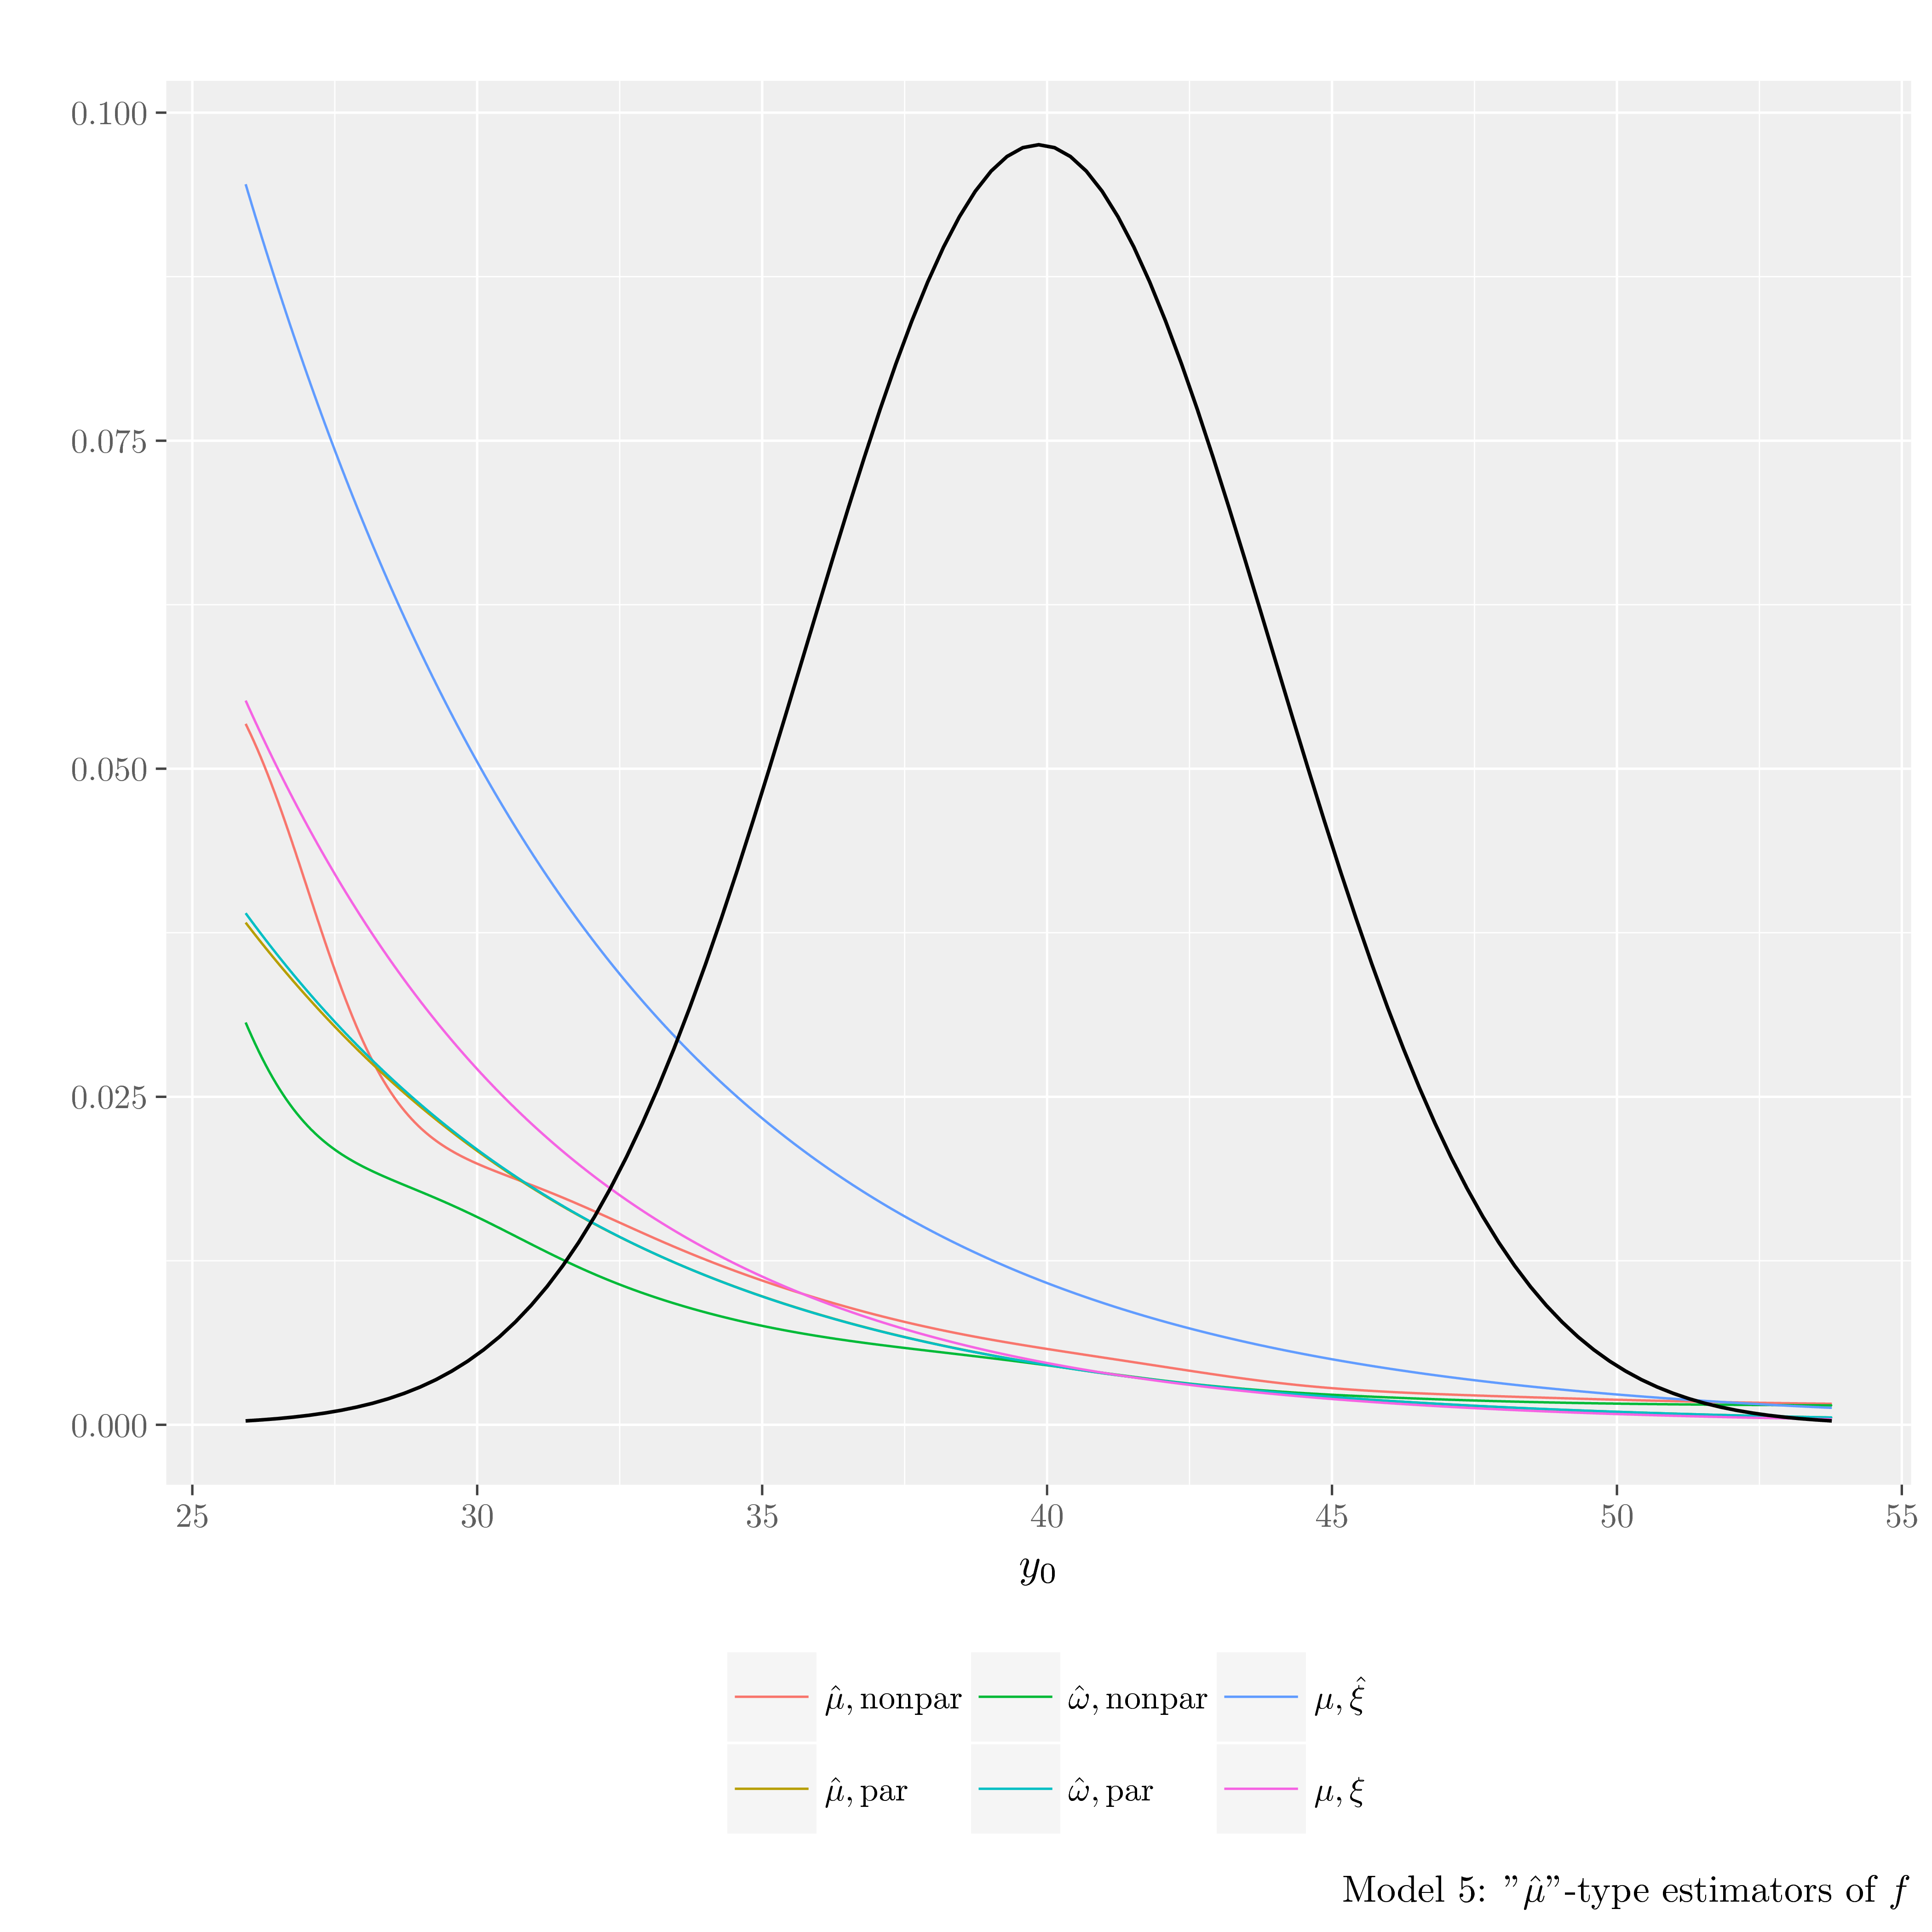 0.100
0.075
0.050
0.025
0.000
25 30 35 40 45 50 55
y₀
μ̂, nonpar ω̂, nonpar μ, ξ̂
μ̂, par ω̂, par μ, ξ
Model 5: ”μ̂”-type estimators of f